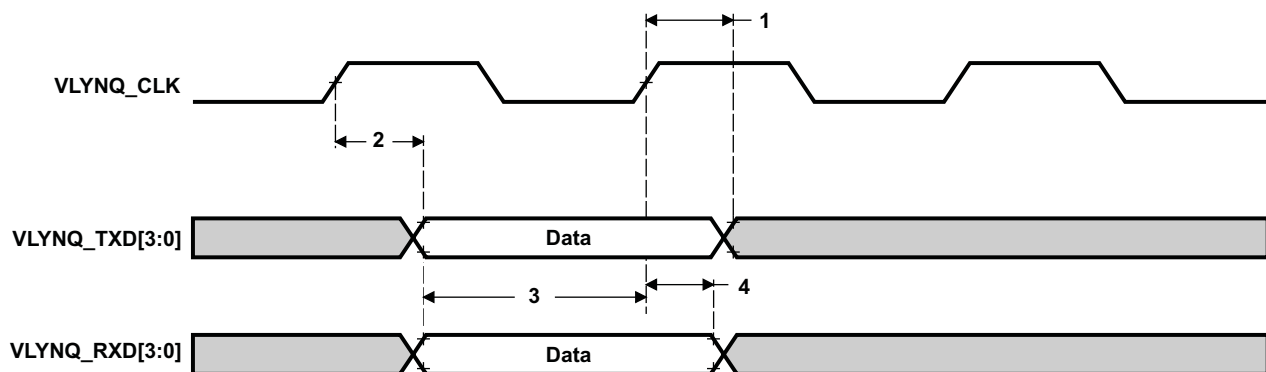 1
VLYNQ_CLK
2
VLYNQ_TXD[3:0]
Data
3
4
VLYNQ_RXD[3:0]
Data